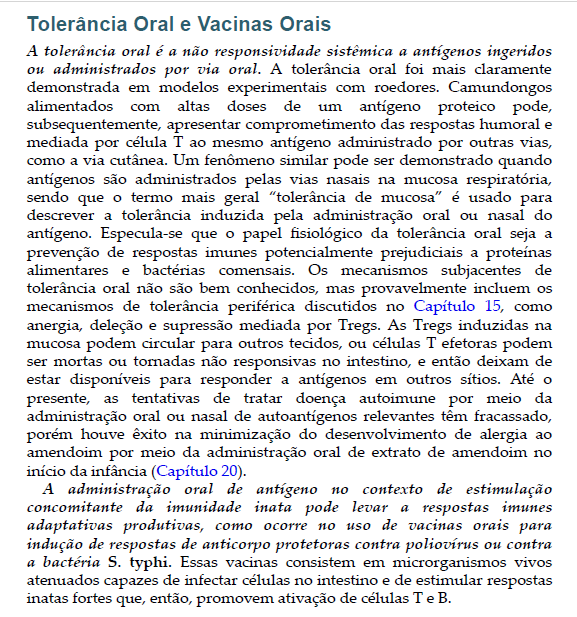 Tolerância Oral e Vacinas Orais
A tolerância oral é a não responsividade sistêmica a antígenos ingeridos
ou administrados por via oral. A tolerância oral foi mais claramente
demonstrada em modelos experimentais com roedores. Camundongos
alimentados com altas doses de um antígeno proteico pode,
subsequentemente, apresentar comprometimento das respostas humoral e
mediada por célula T ao mesmo antígeno administrado por outras vias,
como a via cutânea. Um fenômeno similar pode ser demonstrado quando
antígenos são administrados pelas vias nasais na mucosa respiratória,
sendo que o termo mais geral “tolerância de mucosa” é usado para
descrever a tolerância induzida pela administração oral ou nasal do
antígeno. Especula-se que o papel fisiológico da tolerância oral seja a
prevenção de respostas imunes potencialmente prejudiciais a proteínas
alimentares e bactérias comensais. Os mecanismos subjacentes de
tolerância oral não são bem conhecidos, mas provavelmente incluem os
mecanismos de tolerância periférica discutidos no Capítulo 15, como
anergia, deleção e supressão mediada por Tregs. As Tregs induzidas na
mucosa podem circular para outros tecidos, ou células T efetoras podem
ser mortas ou tornadas não responsivas no intestino, e então deixam de
estar disponíveis para responder a antígenos em outros sítios. Até o
presente, as tentativas de tratar doença autoimune por meio da
administração oral ou nasal de autoantígenos relevantes têm fracassado,
porém houve êxito na minimização do desenvolvimento de alergia ao
amendoim por meio da administração oral de extrato de amendoim no
início da infância (Capítulo 20).
A administração oral de antígeno no contexto de estimulação
concomitante da imunidade inata pode levar a respostas imunes
adaptativas produtivas, como ocorre no uso de vacinas orais para
indução de respostas de anticorpo protetoras contra poliovírus ou contra
a bactéria S. typhi. Essas vacinas consistem em microrganismos vivos
atenuados capazes de infectar células no intestino e de estimular respostas
inatas fortes que, então, promovem ativação de células T e B.